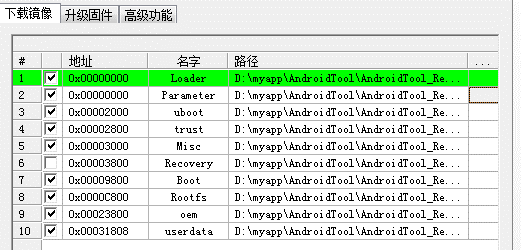 下载镜像 升级固件 高级功能
# 地址 名字 路径 ...
1 0x00000000 Loader D:\myapp\AndroidTool\AndroidTool_Re...
2 0x00000000 Parameter D:\myapp\AndroidTool\AndroidTool_Re...
3 0x00002000 uboot D:\myapp\AndroidTool\AndroidTool_Re...
4 0x00002800 trust D:\myapp\AndroidTool\AndroidTool_Re...
5 0x00003000 Misc D:\myapp\AndroidTool\AndroidTool_Re...
6 0x00003800 Recovery D:\myapp\AndroidTool\AndroidTool_Re...
7 0x00009800 Boot D:\myapp\AndroidTool\AndroidTool_Re...
8 0x0000C800 Rootfs D:\myapp\AndroidTool\AndroidTool_Re...
9 0x00023800 oem D:\myapp\AndroidTool\AndroidTool_Re...
10 0x00031808 userdata D:\myapp\AndroidTool\AndroidTool_Re...